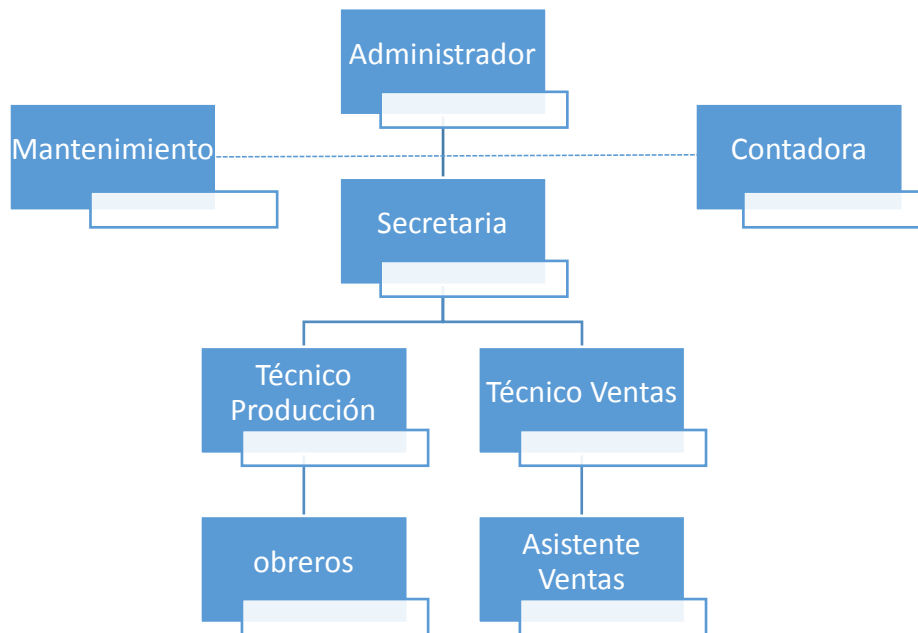 Administrador
Mantenimiento
Contadora
Secretaria
Técnico
Producción
Técnico Ventas
obreros
Asistente
Ventas